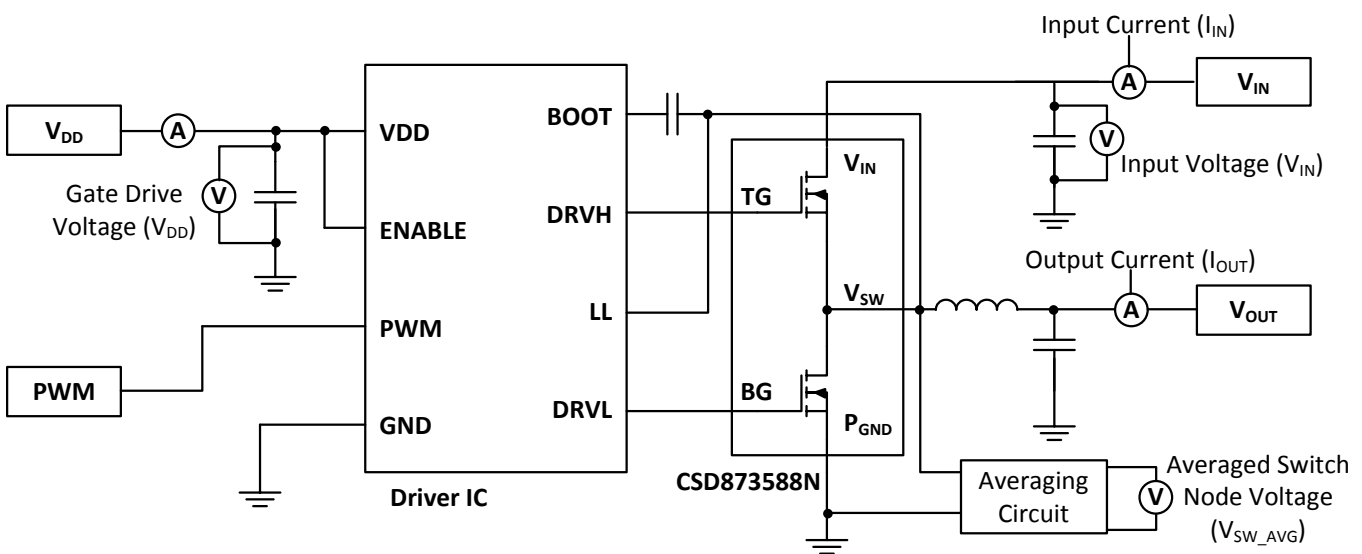 Input Current (IIN)
A
VIN
VDD
A
V
Gate Drive
Voltage (VDD)
VDD
ENABLE
PWM
GND
BOOT
DRVH
LL
DRVL
Driver IC
PWM
VIN
TG
VSW
BG
PGND
CSD873588N
V
Input Voltage (VIN)
Output Current (IOUT)
A
VOUT
Averaging
Circuit
V
Averaged Switch
Node Voltage
(VSW_AVG)